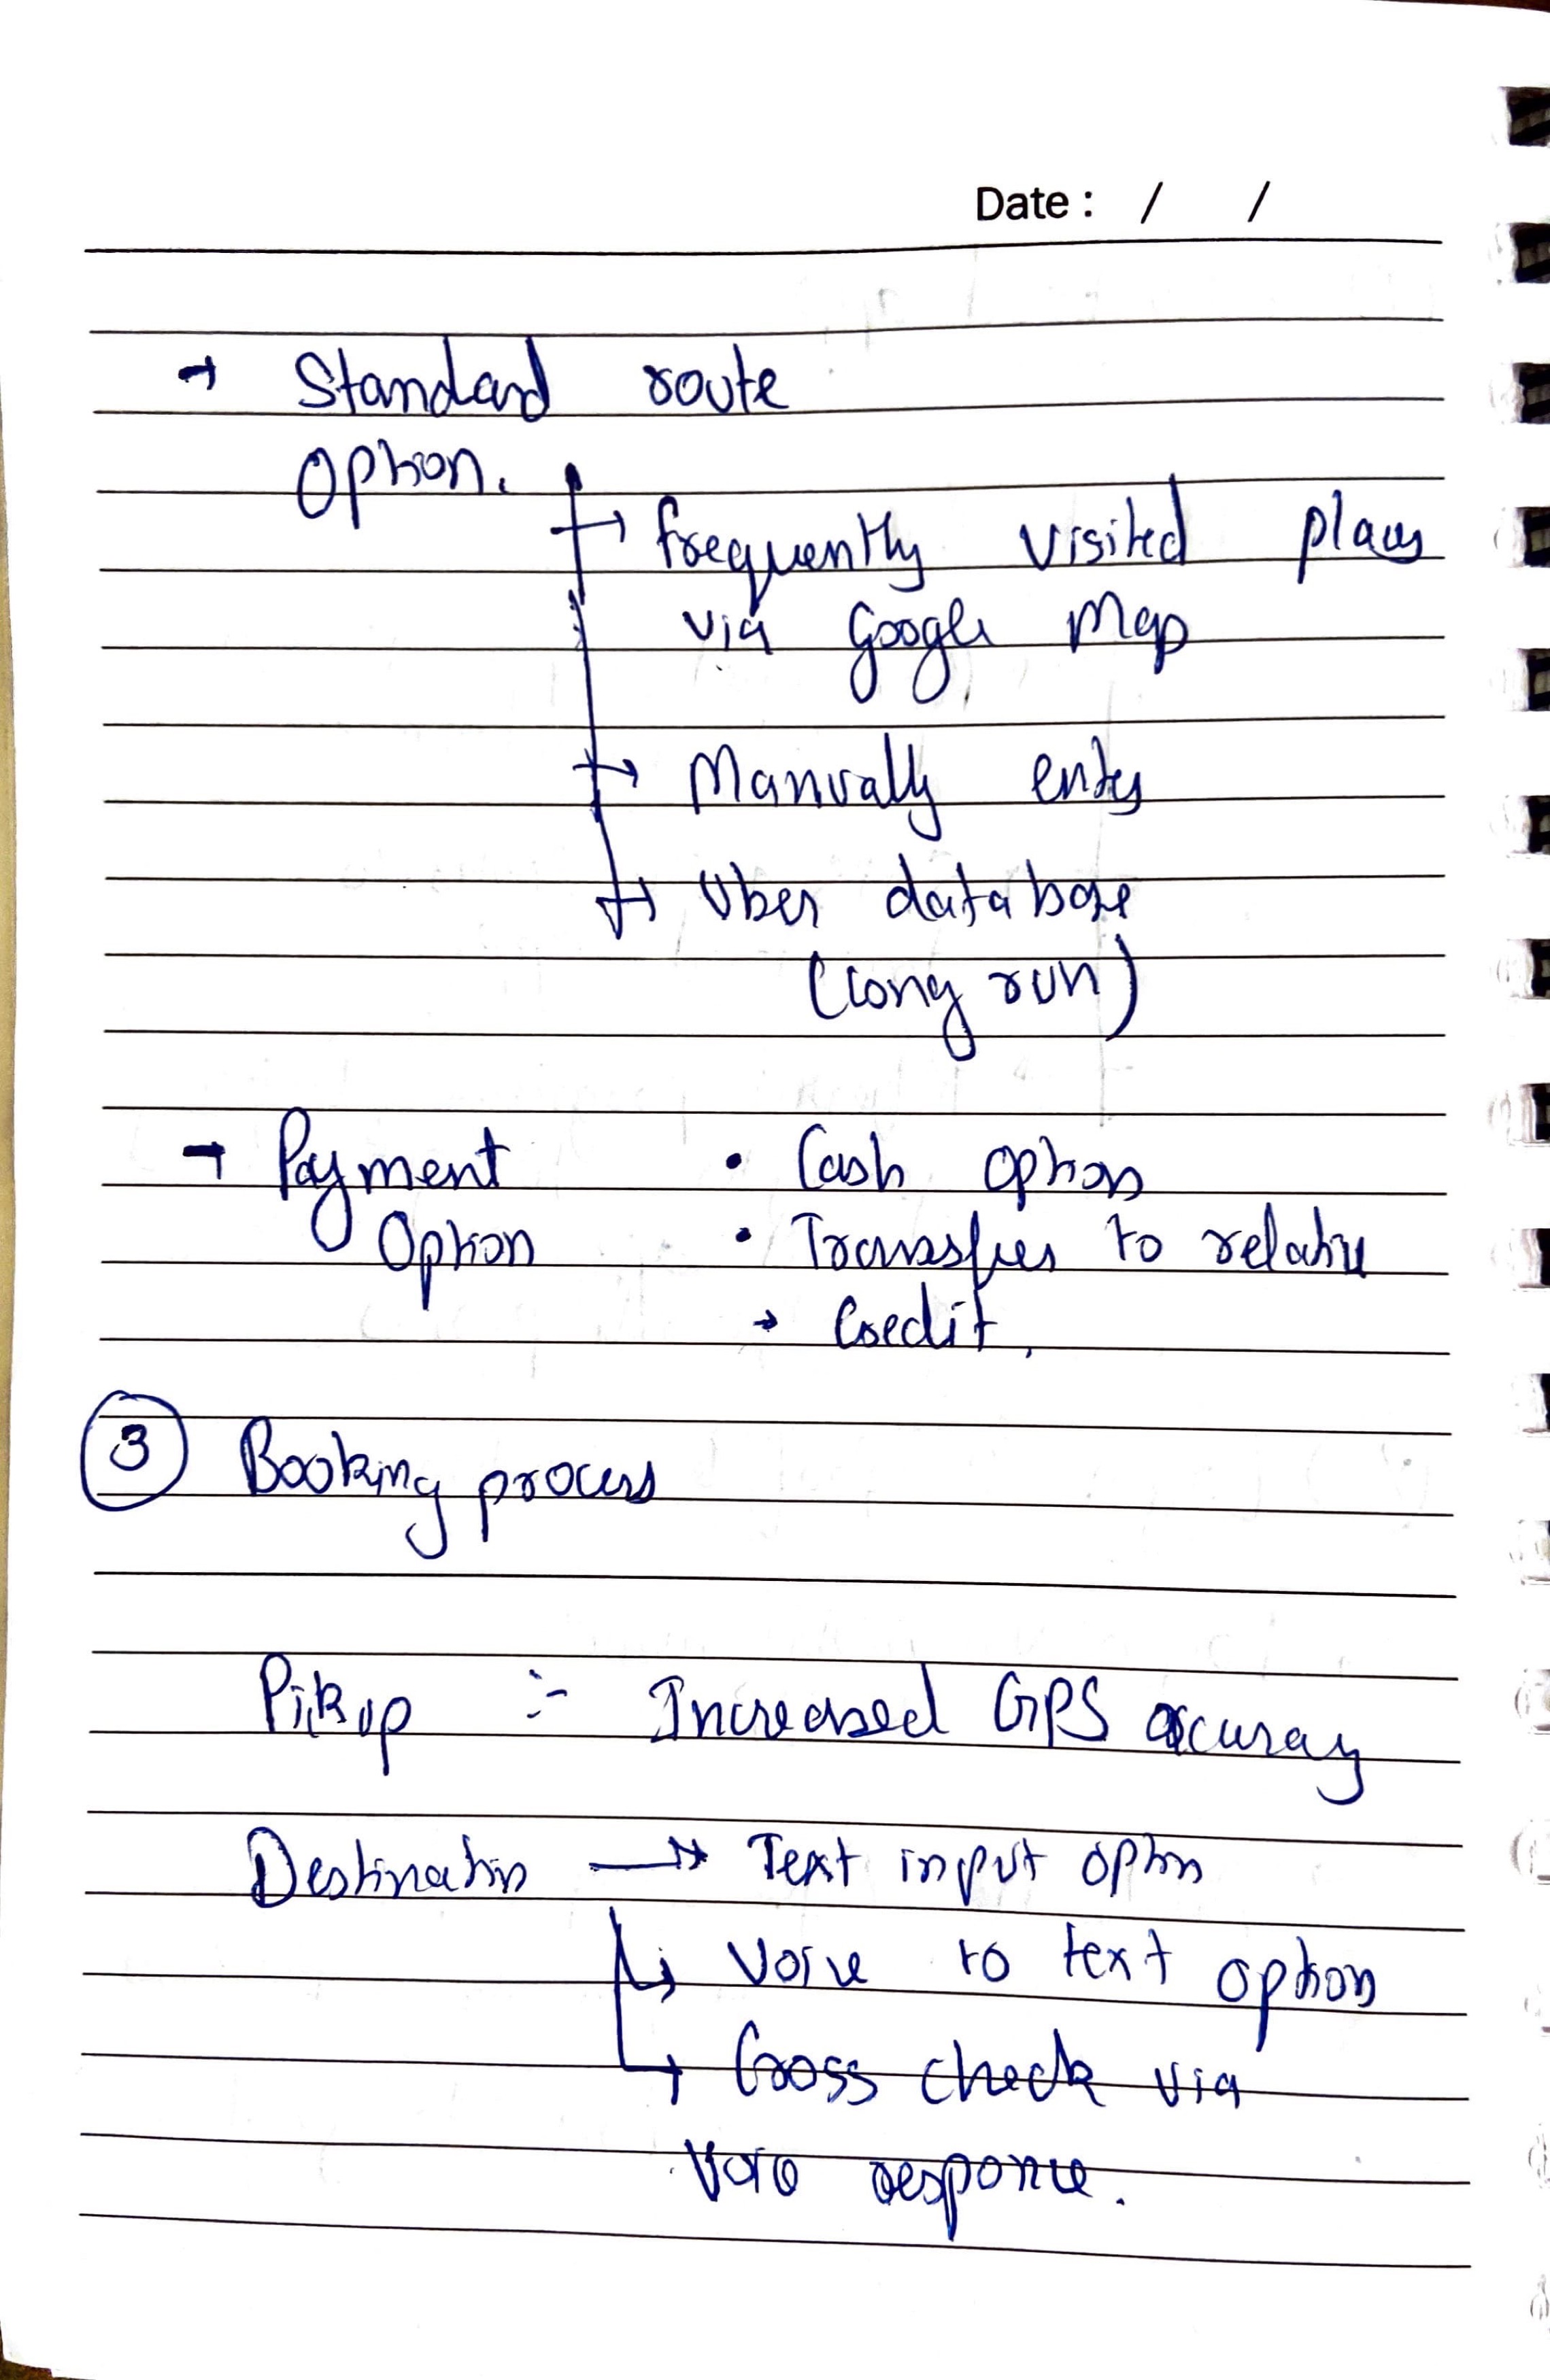 Date : / /
→ Standard route
Option.
→ frequently visited places
via Google Map
→ Manually entry
→ Uber database
(long run)
→ Payment • Cash option
Option • Transfer to relative
→ Credit
③ Booking process
Pikup :- Increased GPS accuracy
Destination → Text input option
↳ Voice to text option
↳ Cross check via
Voice response.